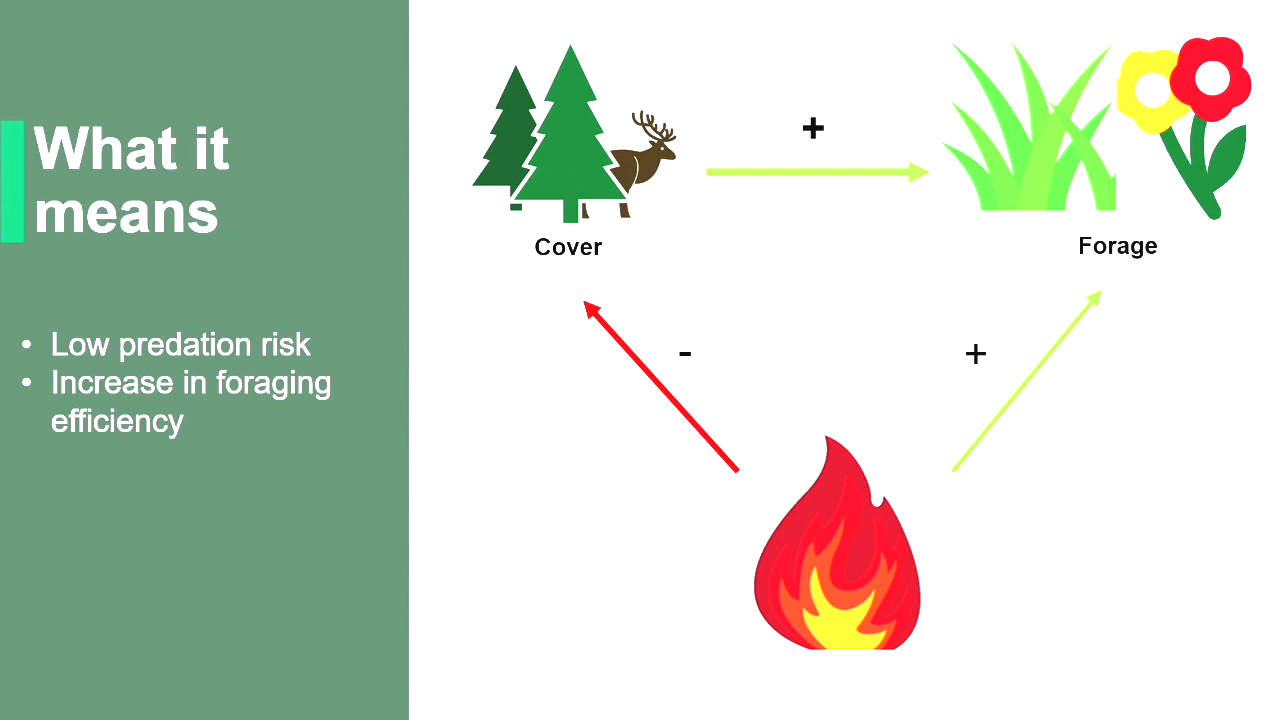 What it
means
• Low predation risk
• Increase in foraging
efficiency
+
Cover
Forage
-
+